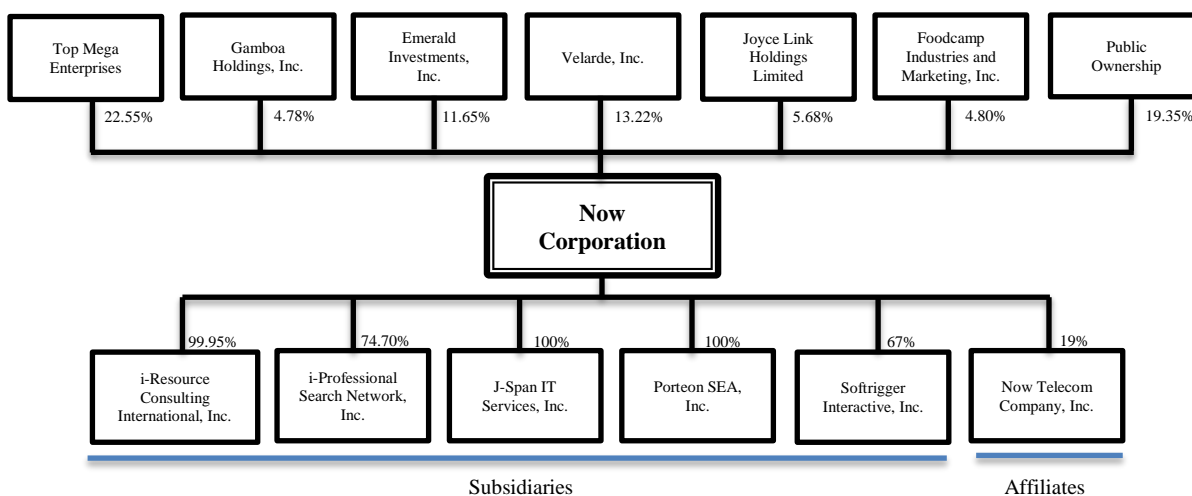 Top Mega
Enterprises
Gamboa
Holdings, Inc.
Emerald
Investments,
Inc.
Velarde, Inc.
Joyce Link
Holdings
Limited
Foodcamp
Industries and
Marketing, Inc.
Public
Ownership
22.55%
4.78%
11.65%
13.22%
5.68%
4.80%
19.35%
Now
Corporation
99.95%
74.70%
100%
100%
67%
19%
i-Resource
Consulting
International, Inc.
i-Professional
Search Network,
Inc.
J-Span IT
Services, Inc.
Porteon SEA,
Inc.
Softrigger
Interactive, Inc.
Now Telecom
Company, Inc.
Subsidiaries
Affiliates